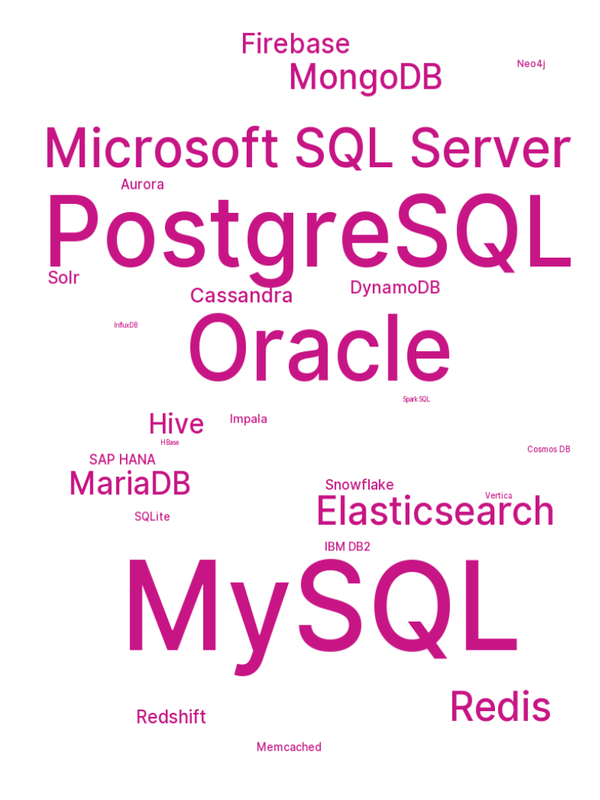 Firebase
Neo4j
MongoDB
Microsoft SQL Server
Aurora
PostgreSQL
Solr
DynamoDB
Cassandra
InfluxDB
Oracle
Spark SQL
Impala
Hive
HBase
Cosmos DB
SAP HANA
MariaDB
Snowflake
Vertica
Elasticsearch
SQLite
IBM DB2
MySQL
Redis
Redshift
Memcached